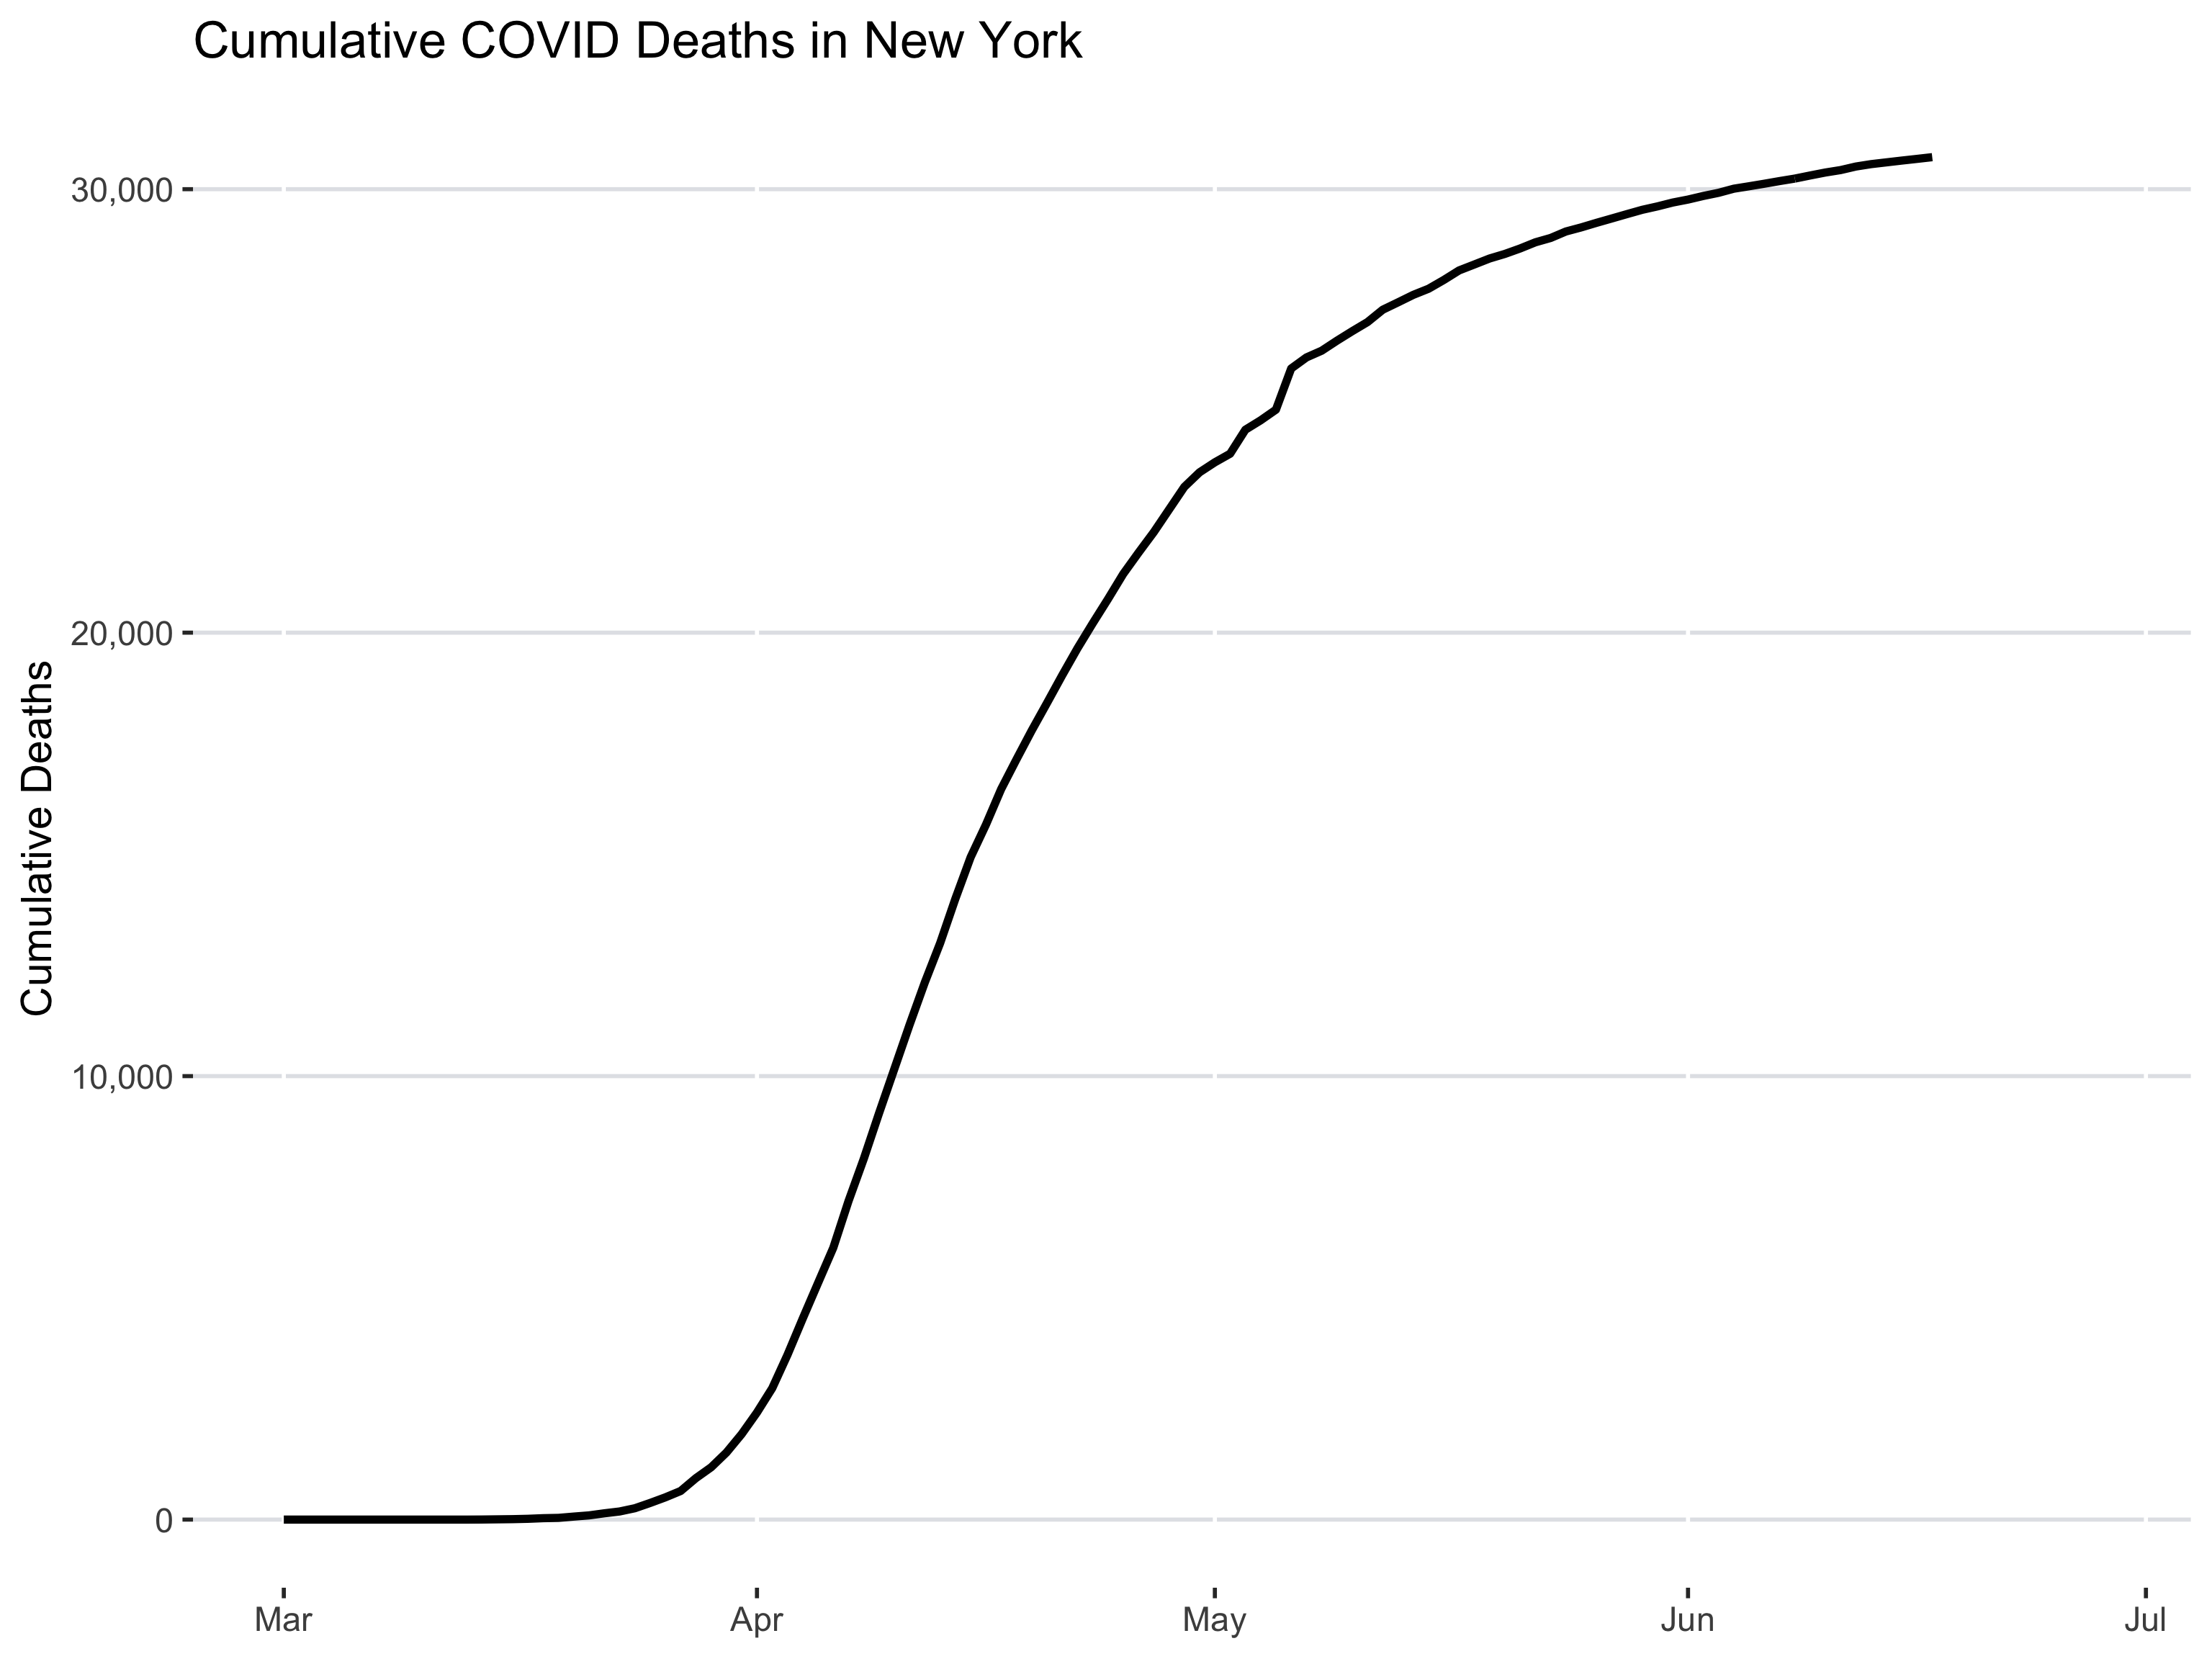 Cumulative COVID Deaths in New York
30,000
20,000
Cumulative Deaths
10,000
0
Mar
Apr
May
Jun
Jul